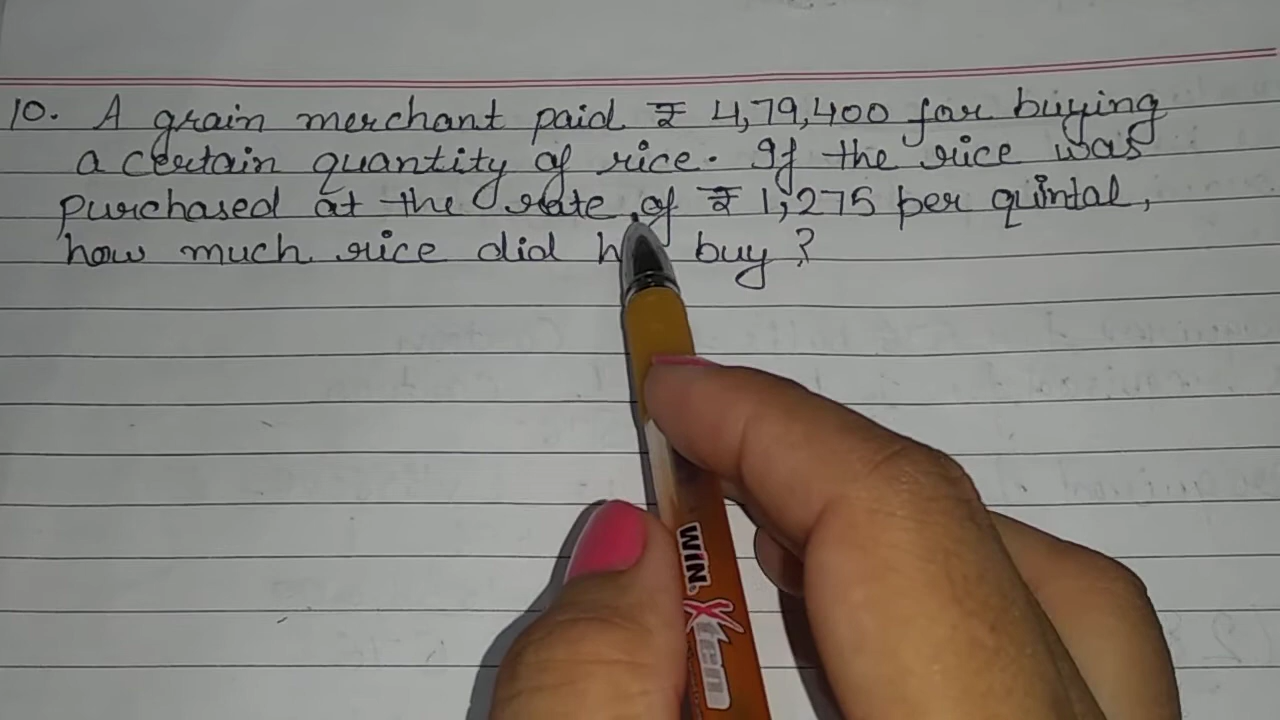 10. A grain merchant paid ₹ 4,79,400 for buying
a certain quantity of rice. If the rice was
purchased at the rate of ₹ 1,275 per quintal,
how much rice did buy?
WIN. Xten